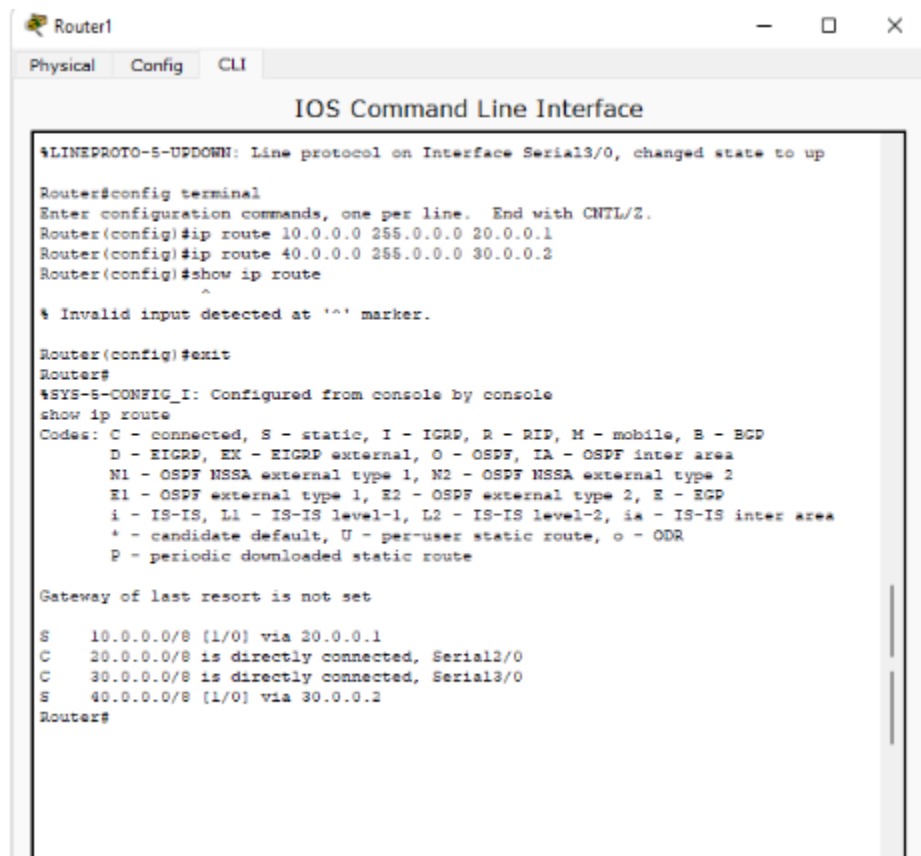 Router1
Physical Config CLI
IOS Command Line Interface
%LINEPROTO-5-UPDOWN: Line protocol on Interface Serial3/0, changed state to up
Router#config terminal
Enter configuration commands, one per line.  End with CNTL/Z.
Router(config)#ip route 10.0.0.0 255.0.0.0 20.0.0.1
Router(config)#ip route 40.0.0.0 255.0.0.0 30.0.0.2
Router(config)#show ip route
^
% Invalid input detected at '^' marker.
Router(config)#exit
Router#
%SYS-5-CONFIG_I: Configured from console by console
show ip route
Codes: C - connected, S - static, I - IGRP, R - RIP, M - mobile, B - BGP
D - EIGRP, EX - EIGRP external, O - OSPF, IA - OSPF inter area
N1 - OSPF NSSA external type 1, N2 - OSPF NSSA external type 2
E1 - OSPF external type 1, E2 - OSPF external type 2, E - EGP
i - IS-IS, L1 - IS-IS level-1, L2 - IS-IS level-2, ia - IS-IS inter area
* - candidate default, U - per-user static route, o - ODR
P - periodic downloaded static route
Gateway of last resort is not set
S    10.0.0.0/8 [1/0] via 20.0.0.1
C    20.0.0.0/8 is directly connected, Serial2/0
C    30.0.0.0/8 is directly connected, Serial3/0
S    40.0.0.0/8 [1/0] via 30.0.0.2
Router#